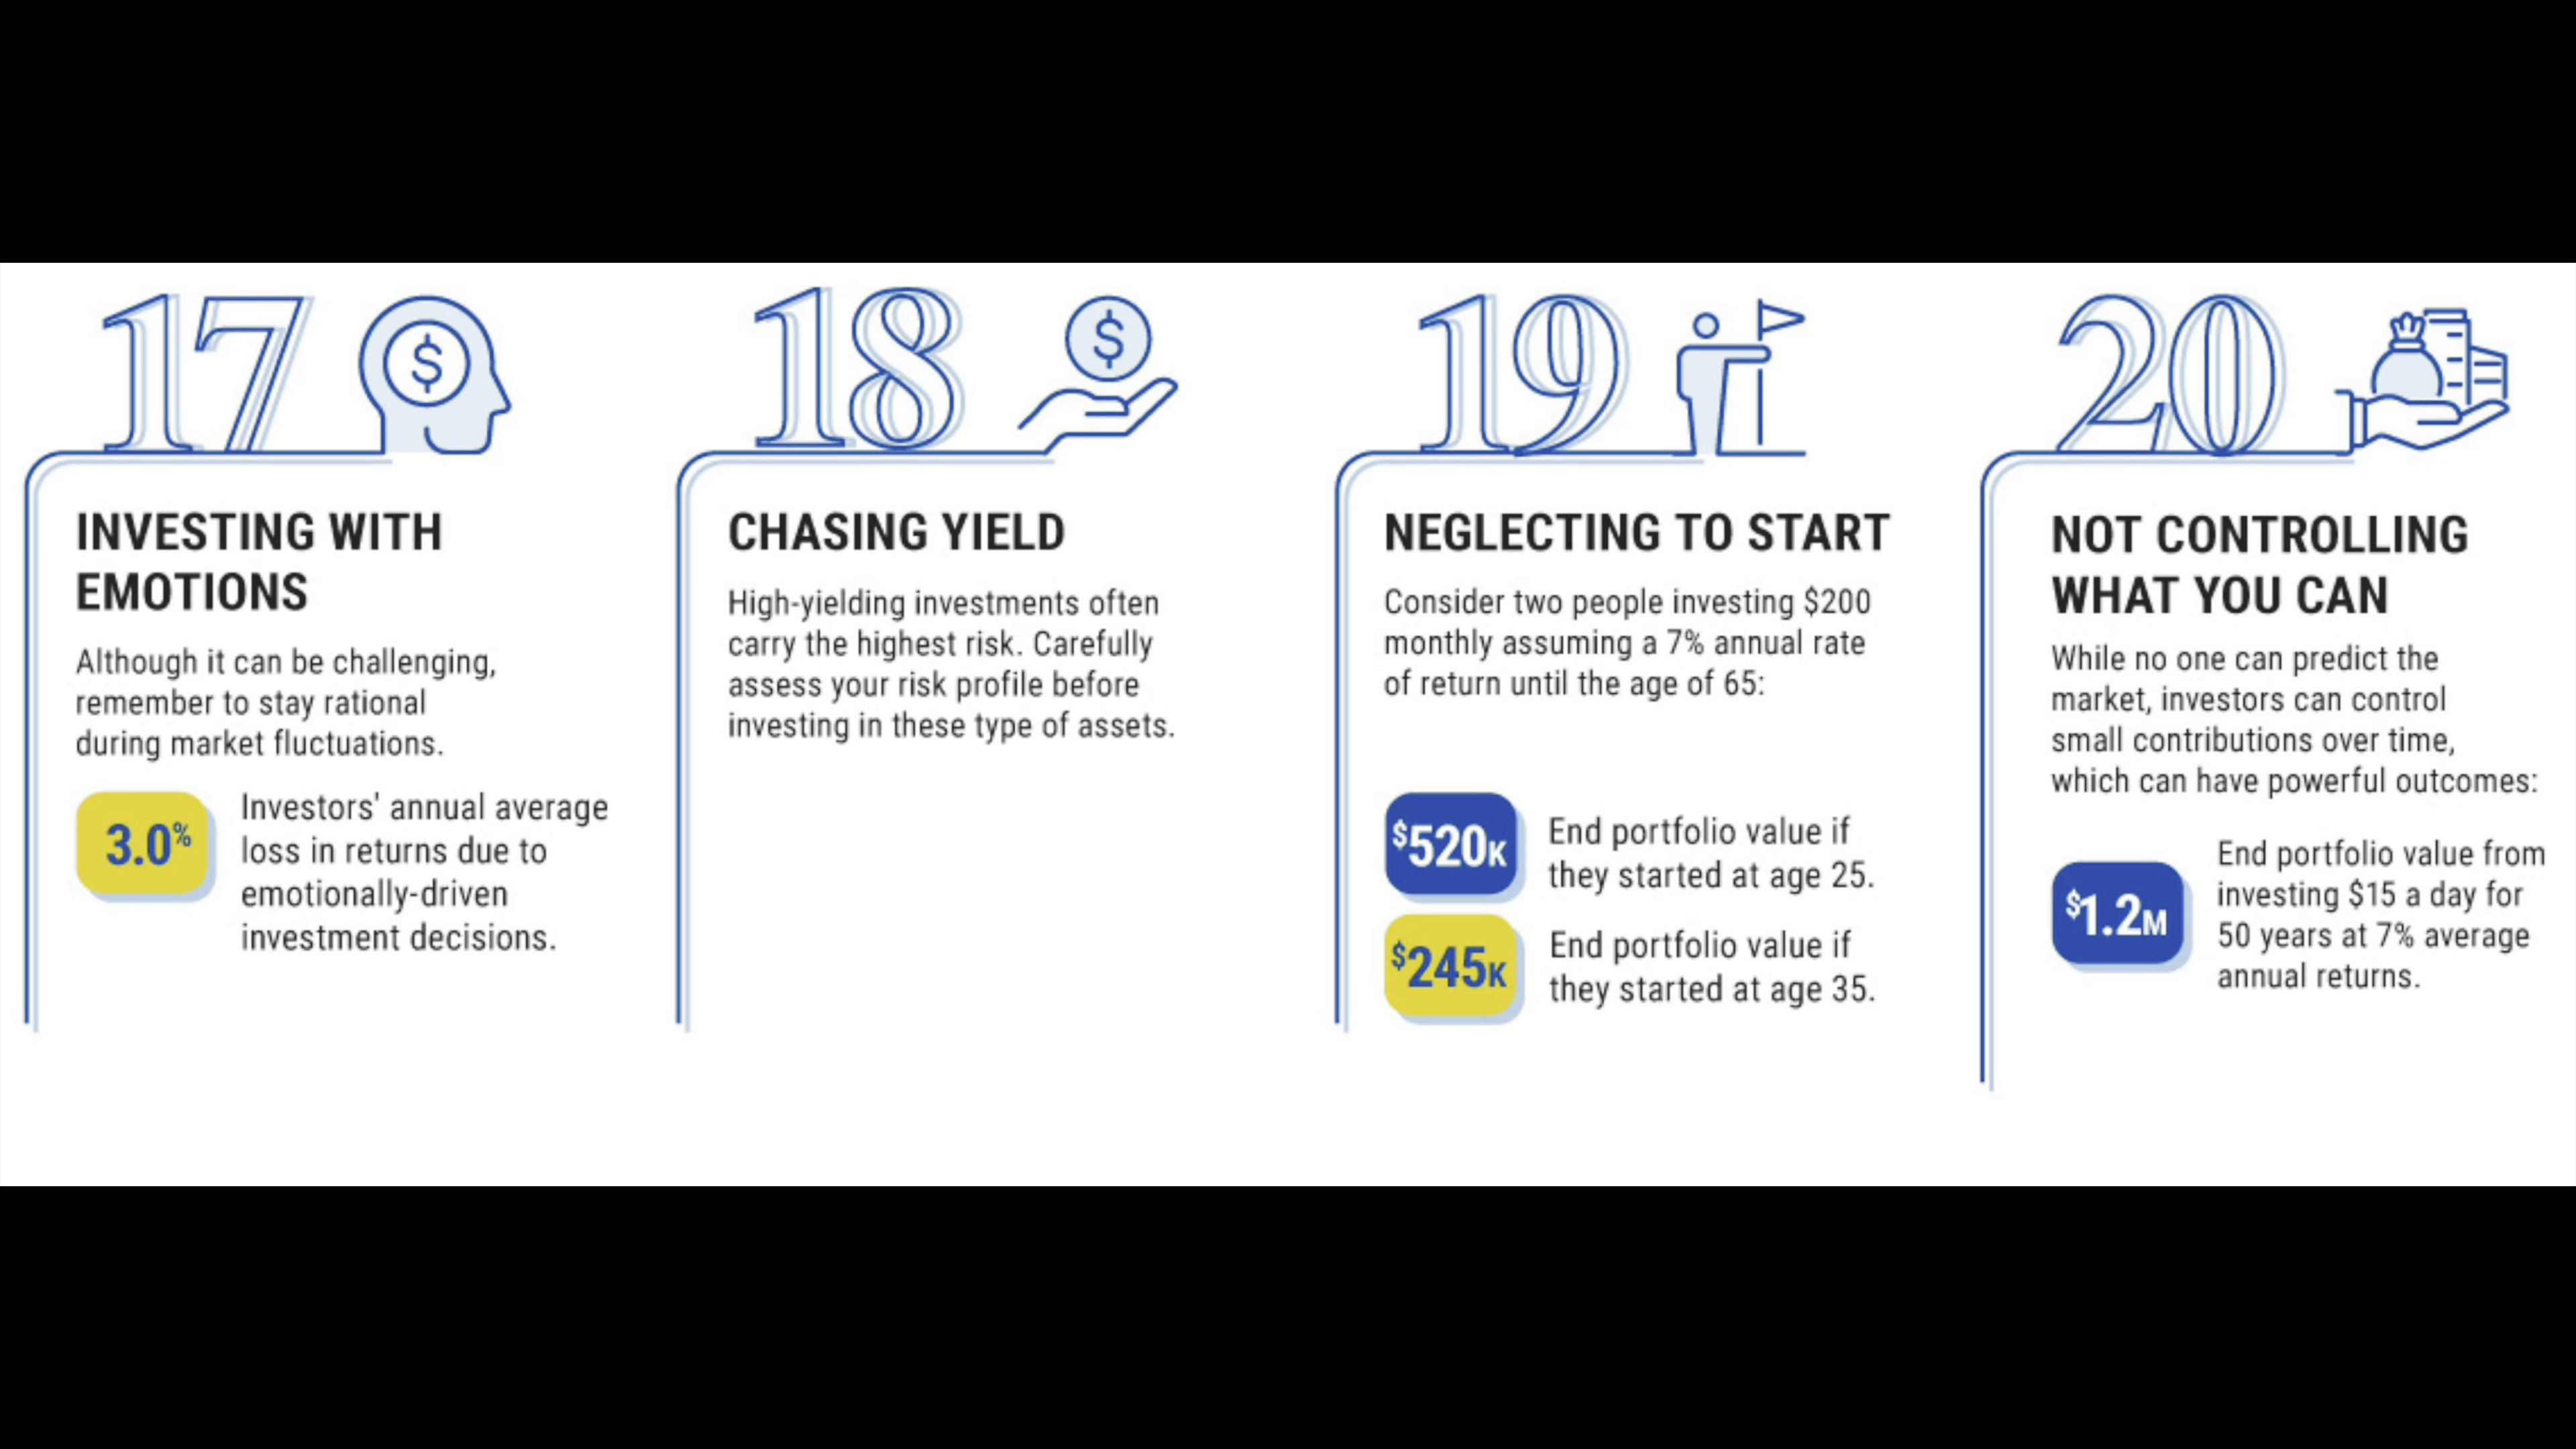 17
INVESTING WITH
EMOTIONS
Although it can be challenging,
remember to stay rational
during market fluctuations.
3.0%
Investors' annual average
loss in returns due to
emotionally-driven
investment decisions.
18
CHASING YIELD
High-yielding investments often
carry the highest risk. Carefully
assess your risk profile before
investing in these type of assets.
19
NEGLECTING TO START
Consider two people investing $200
monthly assuming a 7% annual rate
of return until the age of 65:
$520K
End portfolio value if
they started at age 25.
$245K
End portfolio value if
they started at age 35.
20
NOT CONTROLLING
WHAT YOU CAN
While no one can predict the
market, investors can control
small contributions over time,
which can have powerful outcomes:
$1.2M
End portfolio value from
investing $15 a day for
50 years at 7% average
annual returns.